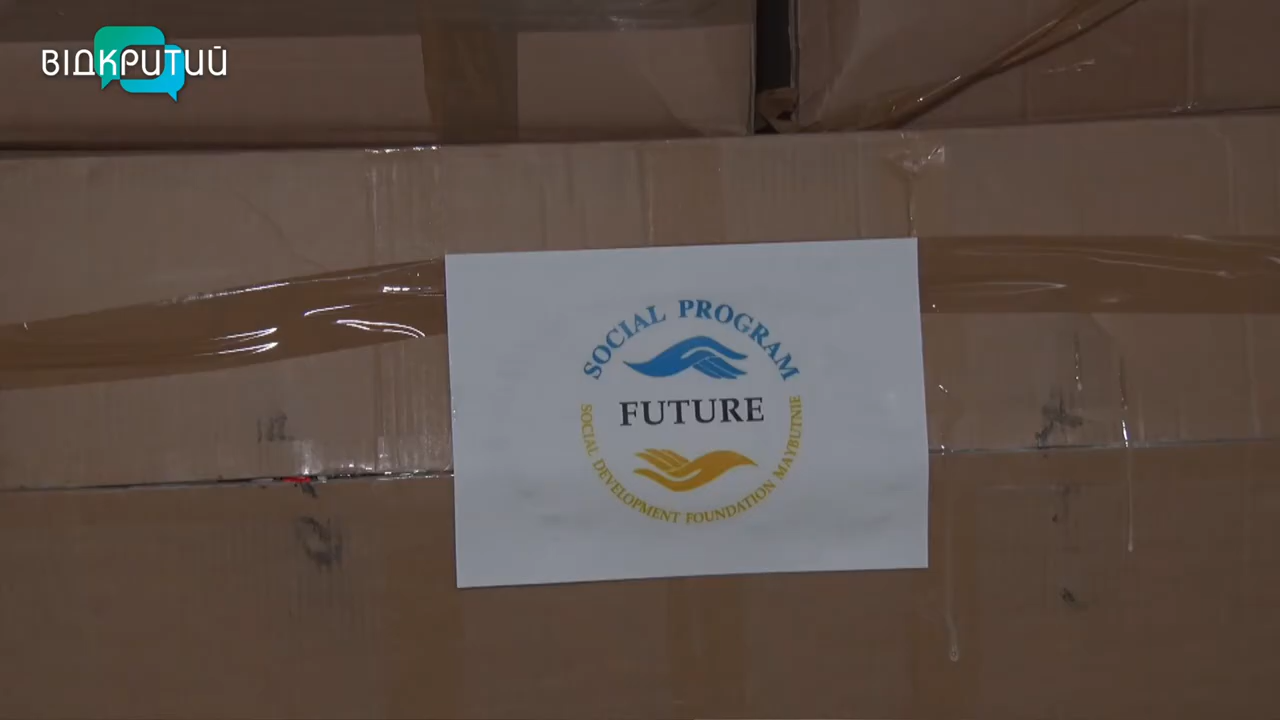 ВІДКРИТИЙ
SOCIAL PROGRAM
FUTURE
SOCIAL DEVELOPMENT FOUNDATION MAYBUTNIE